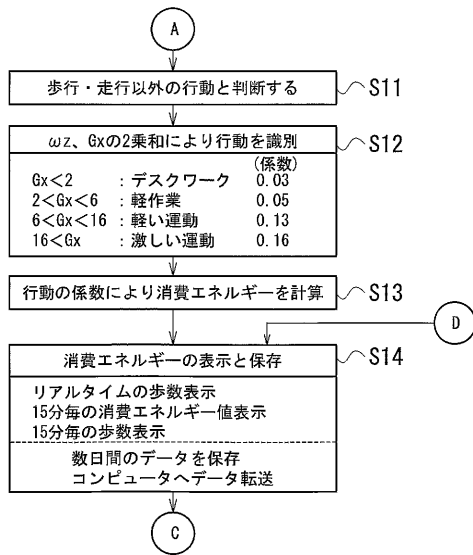 A
歩行・走行以外の行動と判断する
S11
ωz、Gxの2乗和により行動を識別
S12
(係数)
Gx<2 :デスクワーク 0.03
2<Gx<6 :軽作業 0.05
6<Gx<16 :軽い運動 0.13
16<Gx :激しい運動 0.16
行動の係数により消費エネルギーを計算
S13
D
消費エネルギーの表示と保存
S14
リアルタイムの歩数表示
15分毎の消費エネルギー値表示
15分毎の歩数表示
数日間のデータを保存
コンピュータへデータ転送
C